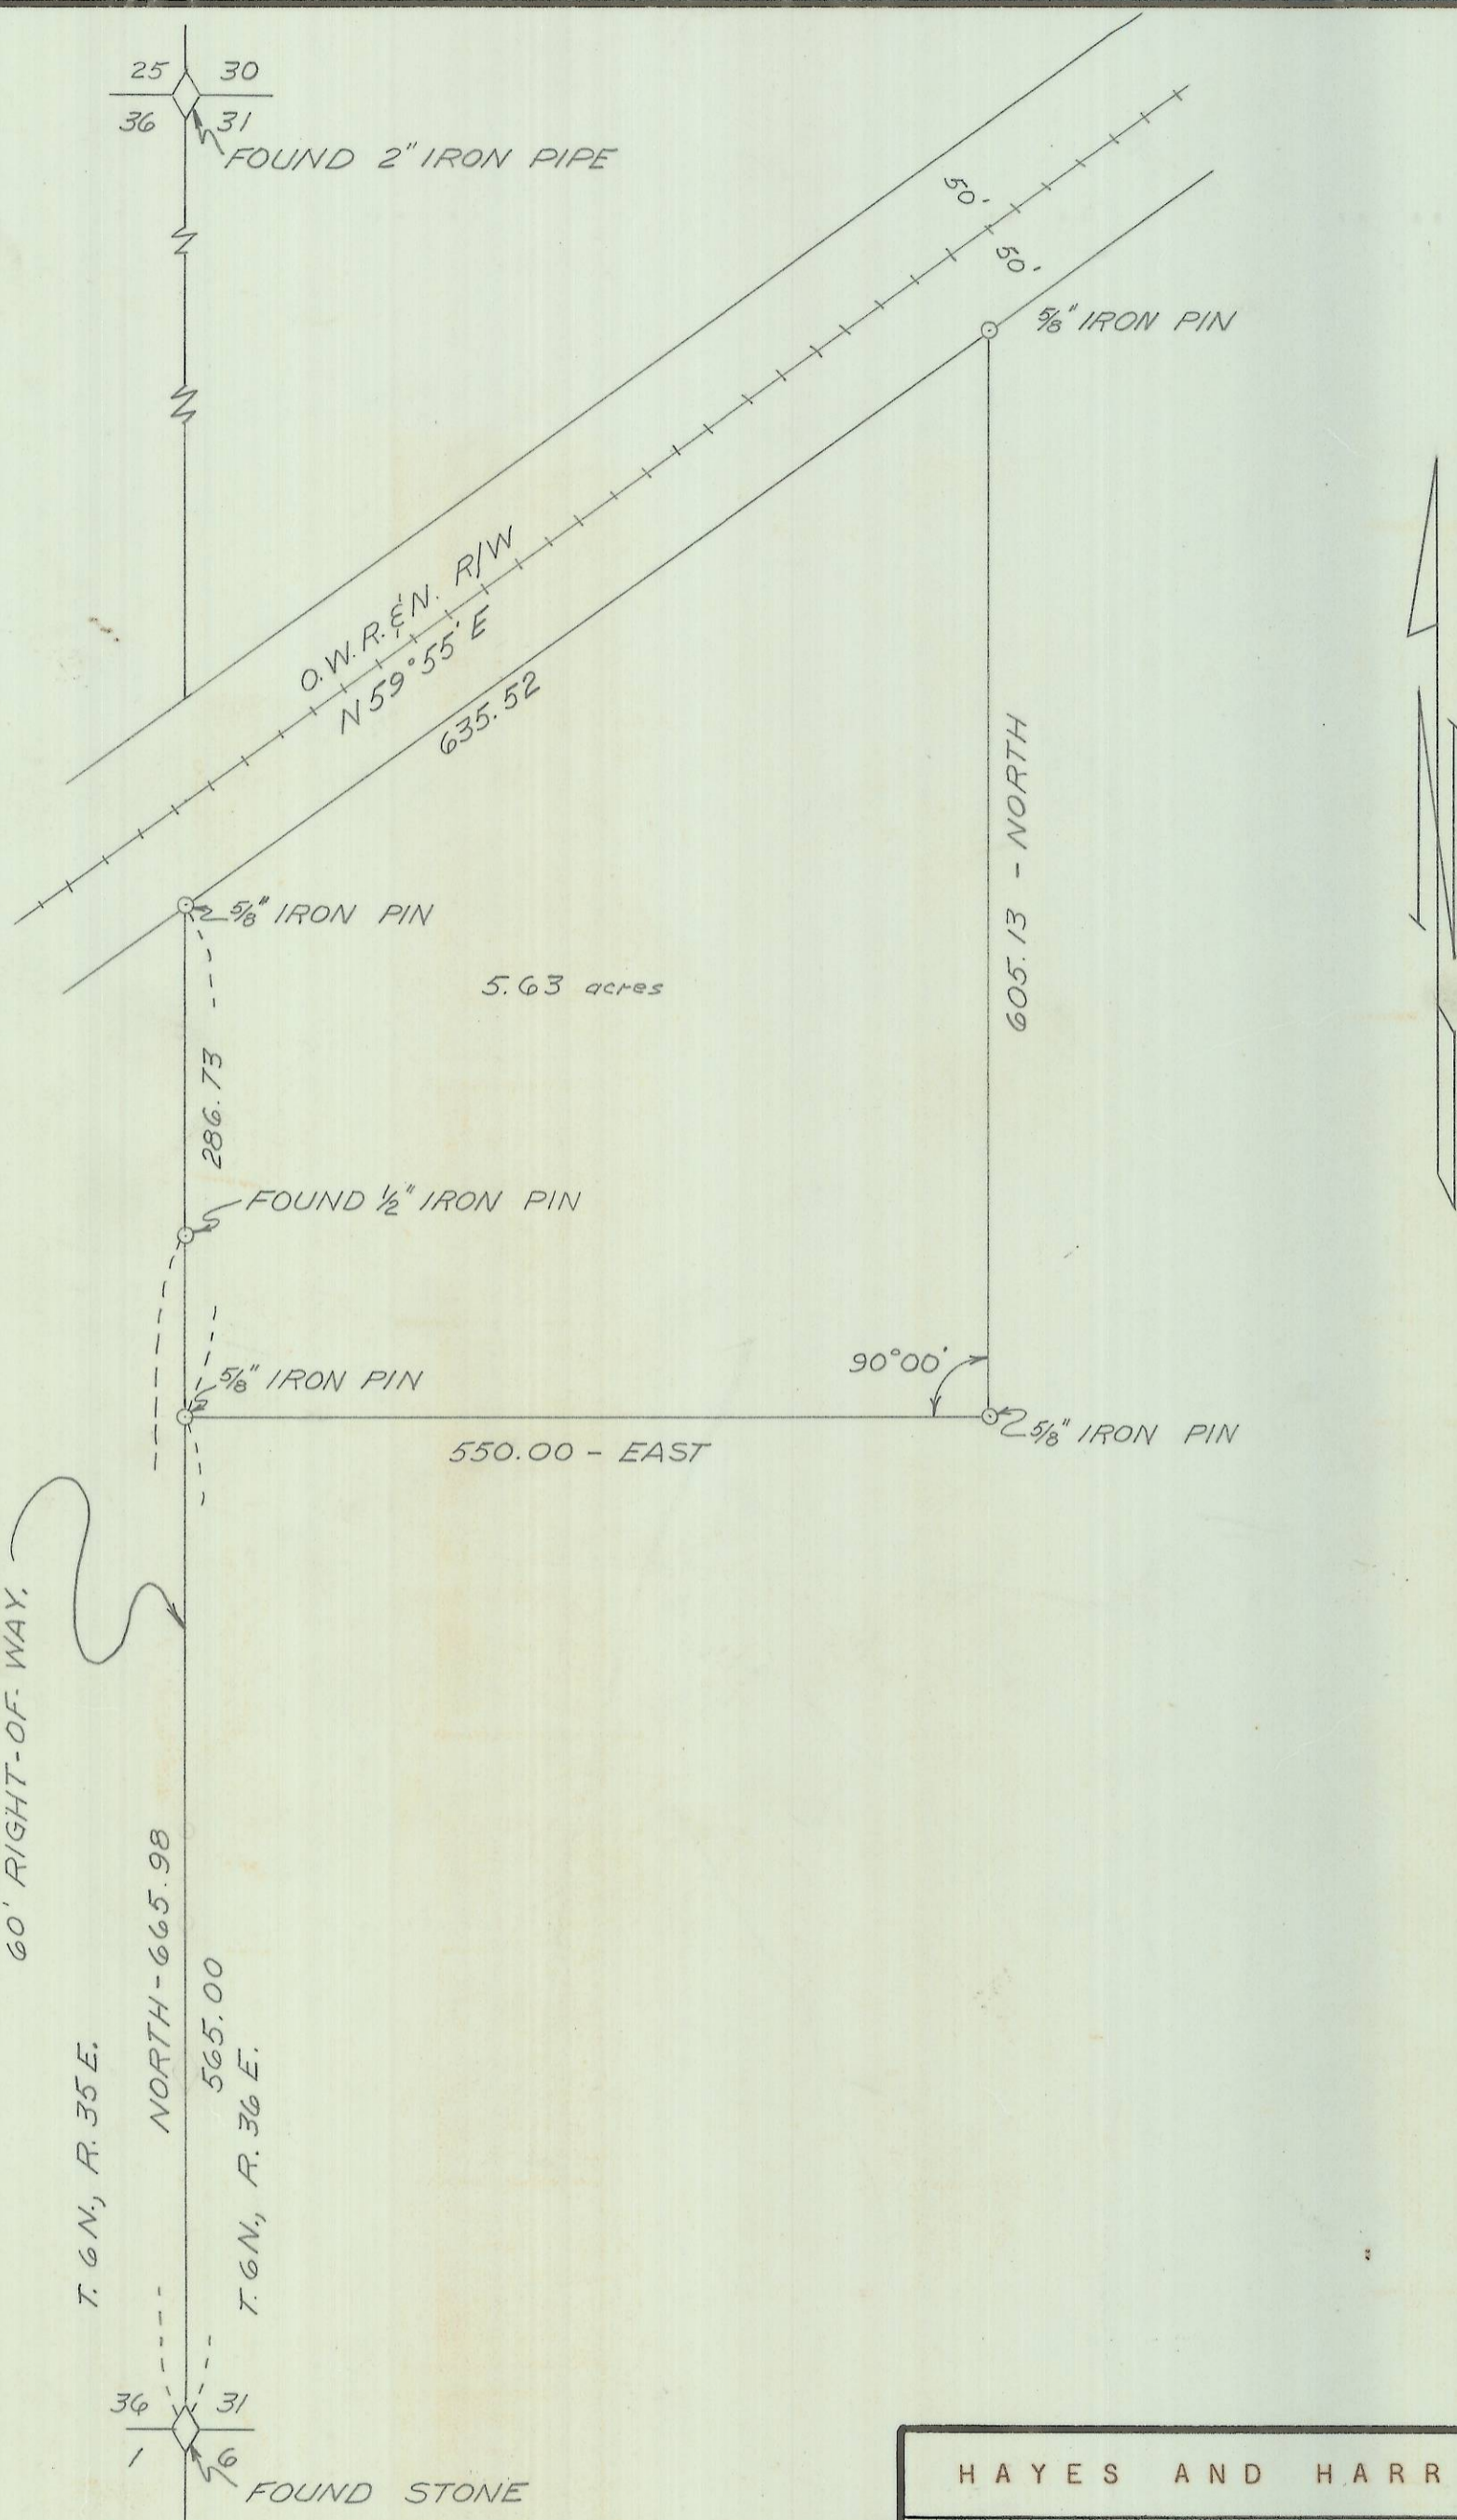 25 30
36 31
FOUND 2" IRON PIPE
50'
50'
5/8" IRON PIN
O.W.R.&N. R/W
N 59°55' E
635.52
605.13 - NORTH
5/8" IRON PIN
5.63 acres
286.73
FOUND 1/2" IRON PIN
5/8" IRON PIN
90°00'
5/8" IRON PIN
550.00 - EAST
60' RIGHT-OF-WAY.
NORTH-665.98
565.00
T. 6 N., R. 35 E.
T. 6 N., R. 36 E.
36 31
1 6
FOUND STONE
HAYES AND HARR